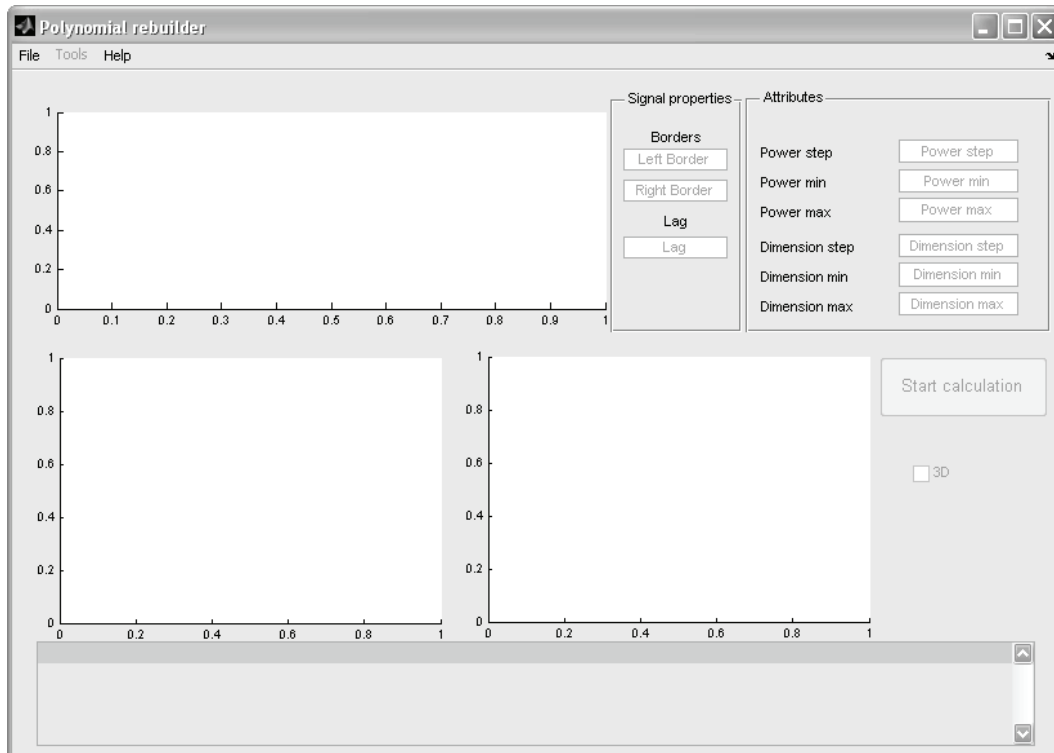 Polynomial rebuilder
File Tools Help
1
0.8
0.6
0.4
0.2
0
0 0.1 0.2 0.3 0.4 0.5 0.6 0.7 0.8 0.9 1
Signal properties
Borders
Left Border
Right Border
Lag
Lag
Attributes
Power step Power step
Power min Power min
Power max Power max
Dimension step Dimension step
Dimension min Dimension min
Dimension max Dimension max
1
0.8
0.6
0.4
0.2
0
0 0.2 0.4 0.6 0.8 1
1
0.8
0.6
0.4
0.2
0
0 0.2 0.4 0.6 0.8 1
Start calculation
3D